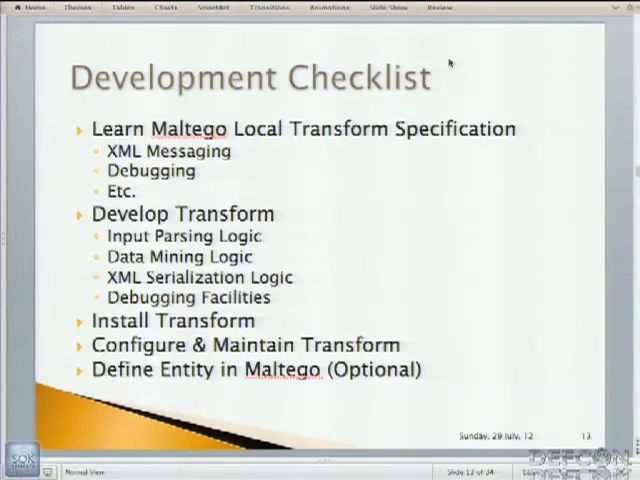 Home Themes Tables Charts SmartArt Transitions Animations Slide Show Review
Development Checklist
Learn Maltego Local Transform Specification
XML Messaging
Debugging
Etc.
Develop Transform
Input Parsing Logic
Data Mining Logic
XML Serialization Logic
Debugging Facilities
Install Transform
Configure & Maintain Transform
Define Entity in Maltego (Optional)
Sunday, 29 July, 12 13
Normal View Slide 13 of 34
DEFCON